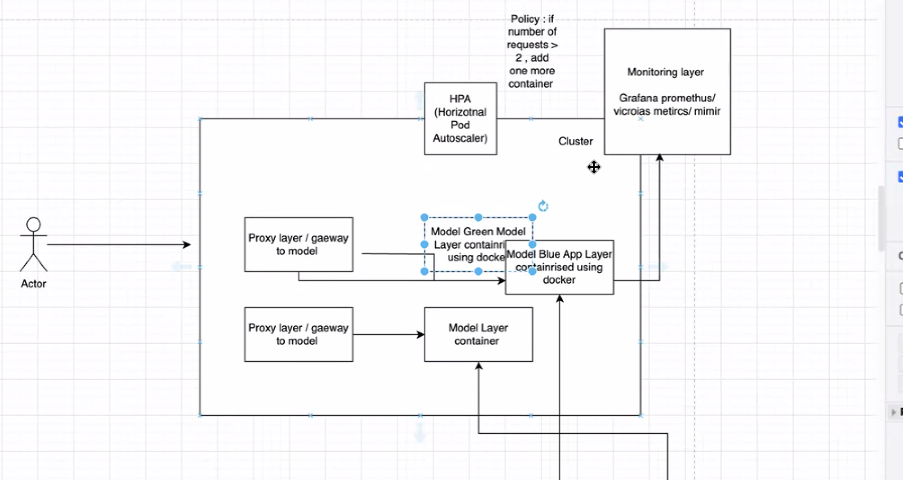 Policy : if
number of
requests >
2 , add
one more
container
Monitoring layer
Grafana promethus/
vicroias metircs/ mimir
HPA
(Horizotnal
Pod
Autoscaler)
Cluster
Proxy layer / gaeway
to model
Model Green Model
Layer containri
using docke
Model Blue App Layer
containrised using
docker
Actor
Proxy layer / gaeway
to model
Model Layer
container